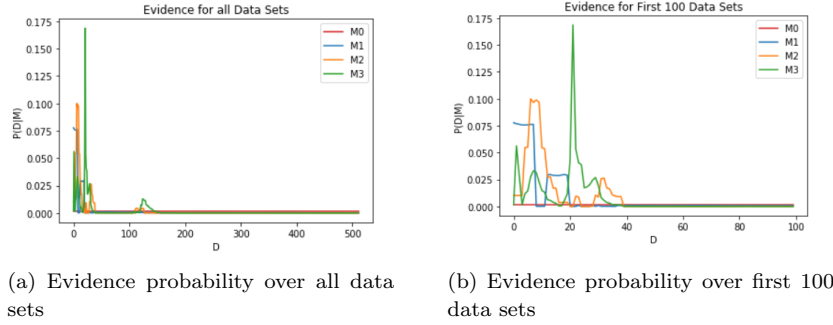 Evidence for all Data Sets
0.175
0.150
0.125
0.100
0.075
0.050
0.025
0.000
P(D|M)
0
100
200
300
400
500
D
M0
M1
M2
M3
Evidence for First 100 Data Sets
0.175
0.150
0.125
0.100
0.075
0.050
0.025
0.000
P(D|M)
0
20
40
60
80
100
D
M0
M1
M2
M3
(a) Evidence probability over all data
sets
(b) Evidence probability over first 100
data sets